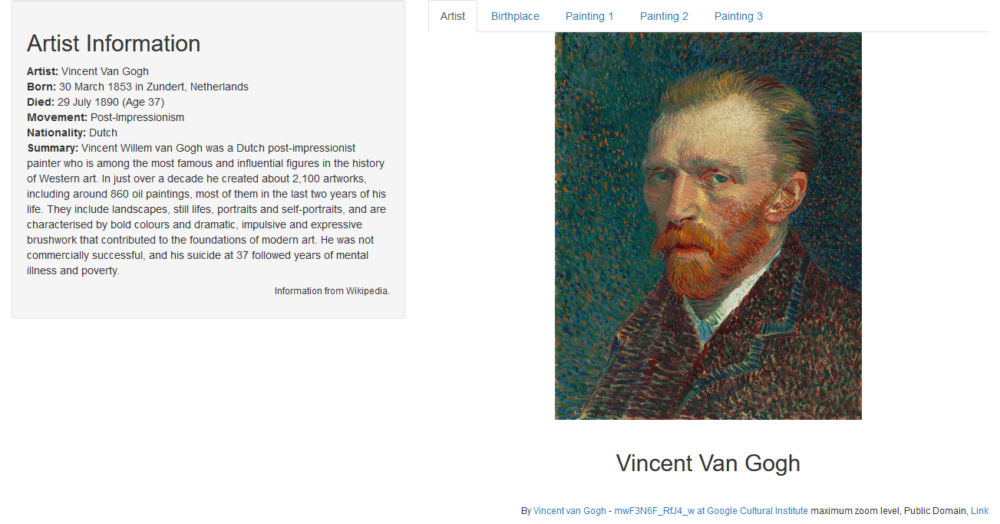 Artist Information
Artist: Vincent Van Gogh
Born: 30 March 1853 in Zundert, Netherlands
Died: 29 July 1890 (Age 37)
Movement: Post-Impressionism
Nationality: Dutch
Summary: Vincent Willem van Gogh was a Dutch post-impressionist
painter who is among the most famous and influential figures in the history
of Western art. In just over a decade he created about 2,100 artworks,
including around 860 oil paintings, most of them in the last two years of his
life. They include landscapes, still lifes, portraits and self-portraits, and are
characterised by bold colours and dramatic, impulsive and expressive
brushwork that contributed to the foundations of modern art. He was not
commercially successful, and his suicide at 37 followed years of mental
illness and poverty.
Information from Wikipedia.
Artist Birthplace Painting 1 Painting 2 Painting 3
Vincent Van Gogh
By Vincent van Gogh - mwF3N6F_RfJ4_w at Google Cultural Institute maximum zoom level, Public Domain, Link